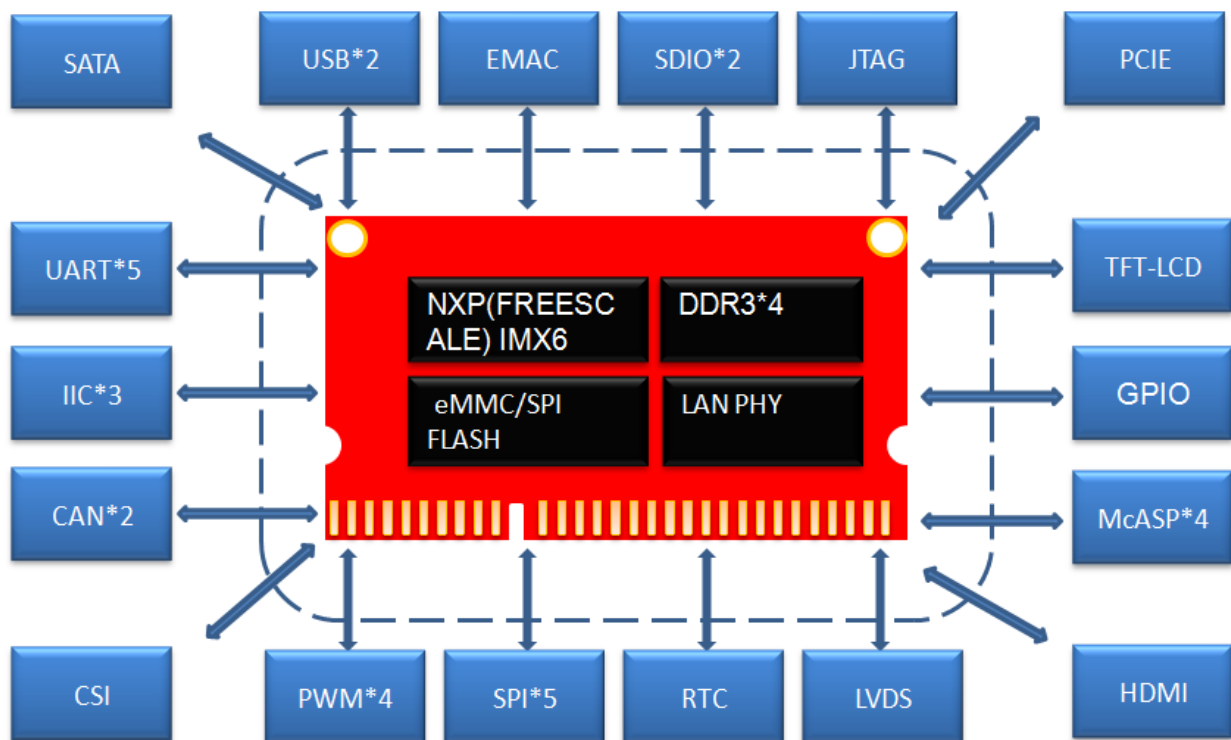 SATA
USB*2
EMAC
SDIO*2
JTAG
PCIE
UART*5
TFT-LCD
NXP(FREESC
ALE) IMX6
DDR3*4
IIC*3
GPIO
eMMC/SPI
FLASH
LAN PHY
CAN*2
McASP*4
CSI
PWM*4
SPI*5
RTC
LVDS
HDMI